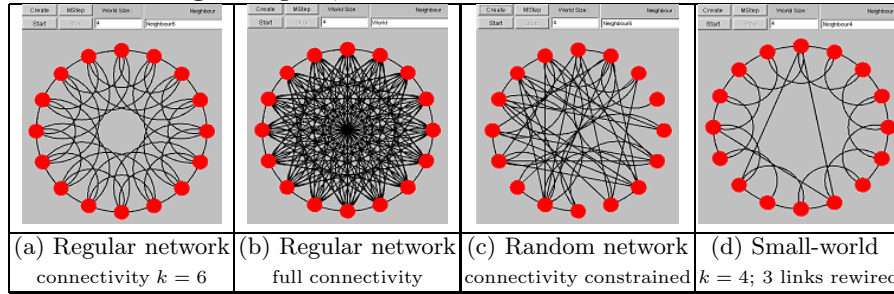 Create MStep World Size : Neighbour
Start Stop 4 Neighbour6
Create MStep World Size : Neighbour
Start Stop 4 World
Create MStep World Size : Neighbour
Start Stop Neighbour6
Create MStep World Size : Neighbour
Start Stop 4 Neighbour4
(a) Regular network
connectivity k = 6
(b) Regular network
full connectivity
(c) Random network
connectivity constrained
(d) Small-world
k = 4; 3 links rewired